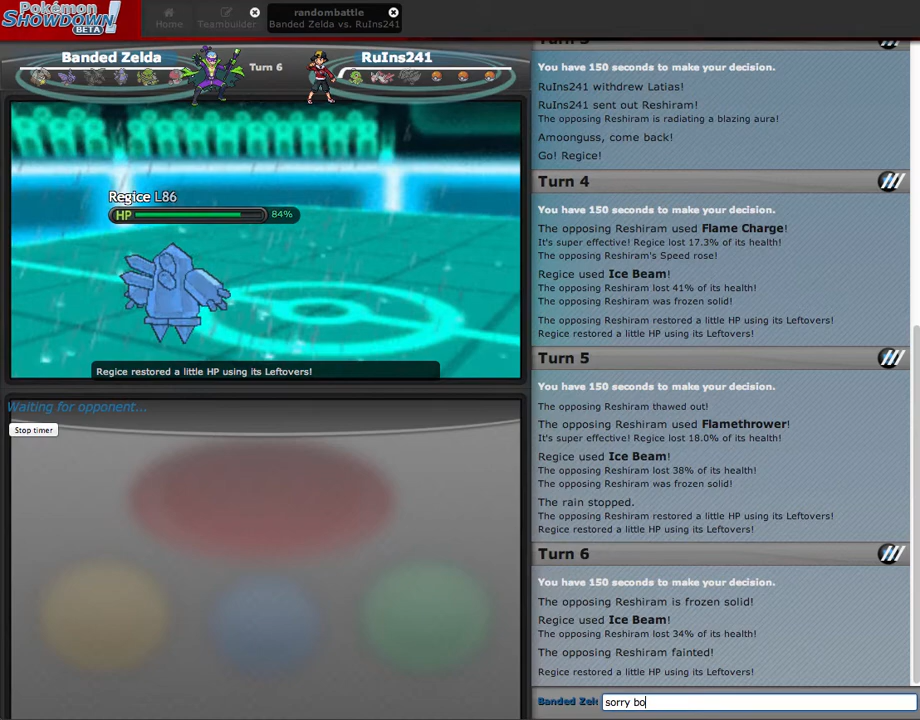 POKÉMON
SHOWDOWN!
BETA
Home
Teambuilder
randombattle
Banded Zelda vs. RuIns241
Banded Zelda
Turn 6
RuIns241
Regice L86
HP
84%
Regice restored a little HP using its Leftovers!
Waiting for opponent...
Stop timer
You have 150 seconds to make your decision.
RuIns241 withdrew Latias!
RuIns241 sent out Reshiram!
The opposing Reshiram is radiating a blazing aura!
Amoonguss, come back!
Go! Regice!
Turn 4
You have 150 seconds to make your decision.
The opposing Reshiram used Flame Charge!
It's super effective! Regice lost 17.3% of its health!
The opposing Reshiram's Speed rose!
Regice used Ice Beam!
The opposing Reshiram lost 41% of its health!
The opposing Reshiram was frozen solid!
The opposing Reshiram restored a little HP using its Leftovers!
Regice restored a little HP using its Leftovers!
Turn 5
You have 150 seconds to make your decision.
The opposing Reshiram thawed out!
The opposing Reshiram used Flamethrower!
It's super effective! Regice lost 18.0% of its health!
Regice used Ice Beam!
The opposing Reshiram lost 38% of its health!
The opposing Reshiram was frozen solid!
The rain stopped.
The opposing Reshiram restored a little HP using its Leftovers!
Regice restored a little HP using its Leftovers!
Turn 6
You have 150 seconds to make your decision.
The opposing Reshiram is frozen solid!
Regice used Ice Beam!
The opposing Reshiram lost 34% of its health!
The opposing Reshiram fainted!
Regice restored a little HP using its Leftovers!
Banded Zel
sorry bo